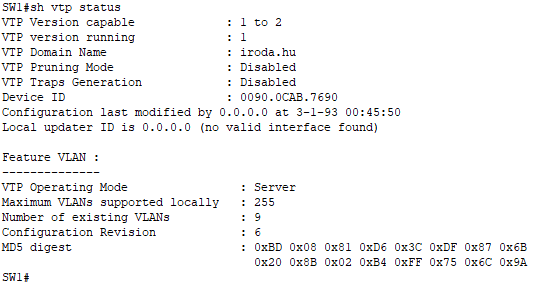 SW1#sh vtp status
VTP Version capable : 1 to 2
VTP version running : 1
VTP Domain Name : iroda.hu
VTP Pruning Mode : Disabled
VTP Traps Generation : Disabled
Device ID : 0090.0CAB.7690
Configuration last modified by 0.0.0.0 at 3-1-93 00:45:50
Local updater ID is 0.0.0.0 (no valid interface found)
Feature VLAN :
--------------
VTP Operating Mode : Server
Maximum VLANs supported locally : 255
Number of existing VLANs : 9
Configuration Revision : 6
MD5 digest : 0xBD 0x08 0x81 0xD6 0x3C 0xDF 0x87 0x6B
0x20 0x8B 0x02 0xB4 0xFF 0x75 0x6C 0x9A
SW1#